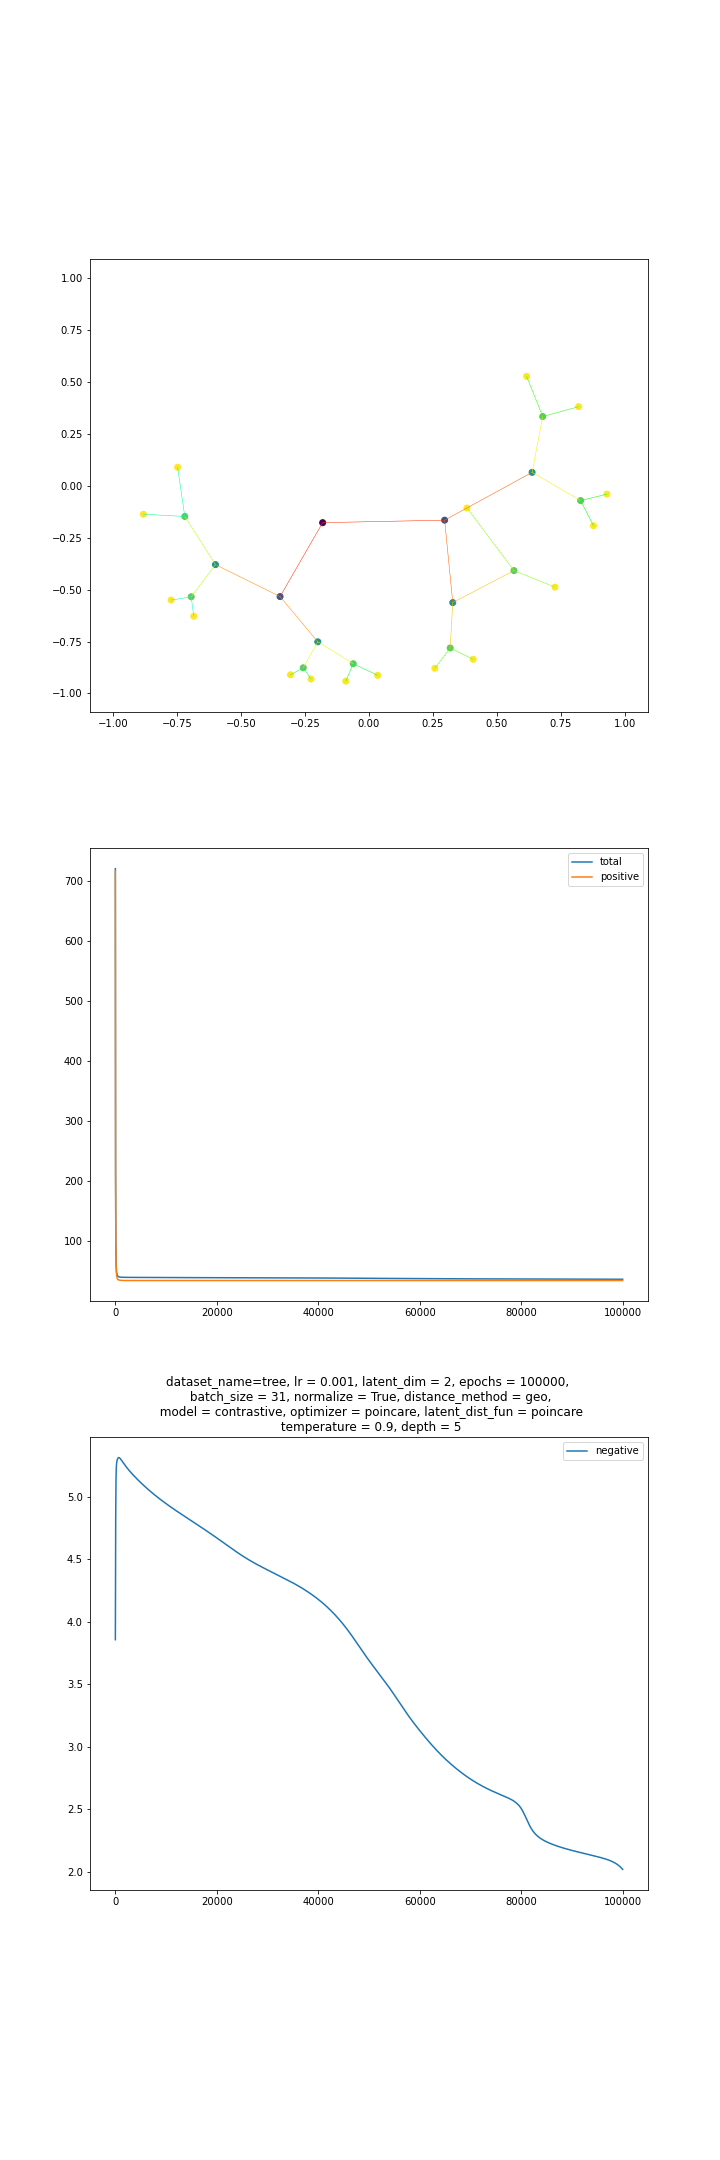 1.00
0.75
0.50
0.25
0.00
−0.25
−0.50
−0.75
−1.00
−1.00 −0.75 −0.50 −0.25 0.00 0.25 0.50 0.75 1.00
total
positive
700
600
500
400
300
200
100
0 20000 40000 60000 80000 100000
dataset_name=tree, lr = 0.001, latent_dim = 2, epochs = 100000,
batch_size = 31, normalize = True, distance_method = geo,
model = contrastive, optimizer = poincare, latent_dist_fun = poincare
temperature = 0.9, depth = 5
negative
5.0
4.5
4.0
3.5
3.0
2.5
2.0
0 20000 40000 60000 80000 100000